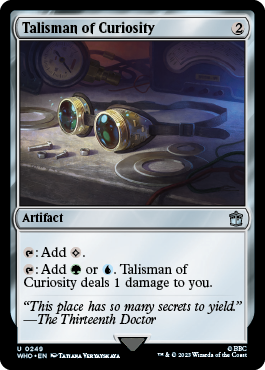 Talisman of Curiosity 2
Artifact
: Add .
: Add or . Talisman of
Curiosity deals 1 damage to you.
"This place has so many secrets to yield."
—The Thirteenth Doctor
U 0249
WHO • EN Tatiana Veryayskaya
© BBC
™ & © 2023 Wizards of the Coast